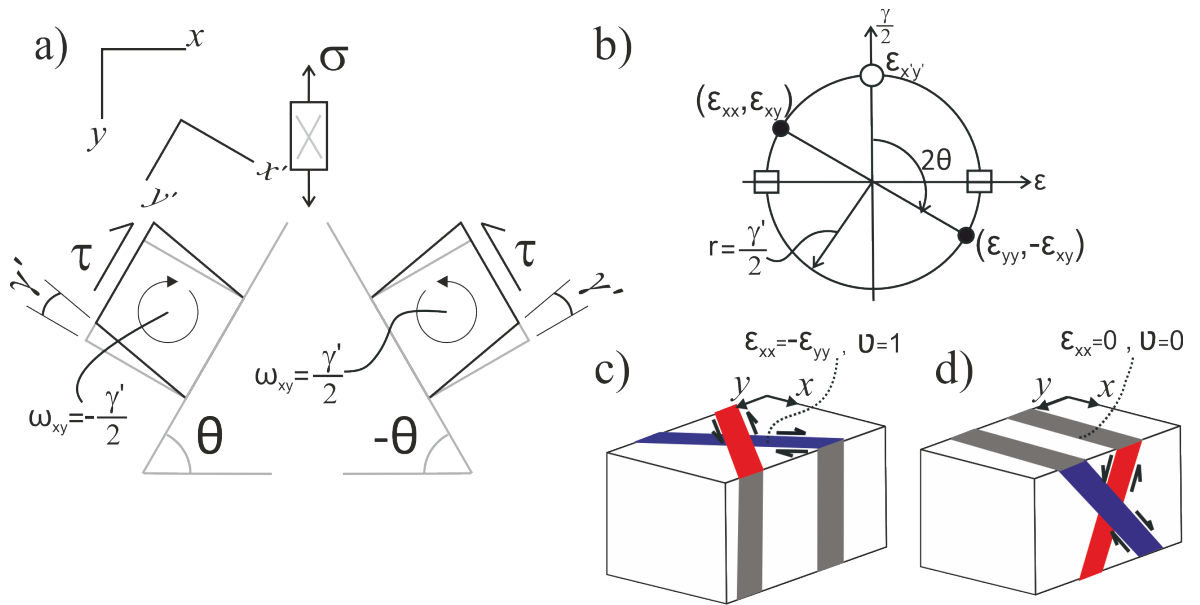 a)
x
y
σ
x'
y'
τ
γ'
ω_xy=-γ'/2
θ
τ
γ'
ω_xy=γ'/2
-θ
b)
γ/2
ε_x'y'
(ε_xx,ε_xy)
2θ
ε
r=γ'/2
(ε_yy,-ε_xy)
c)
ε_xx=-ε_yy , υ=1
y
x
d)
ε_xx=0 , υ=0
y
x